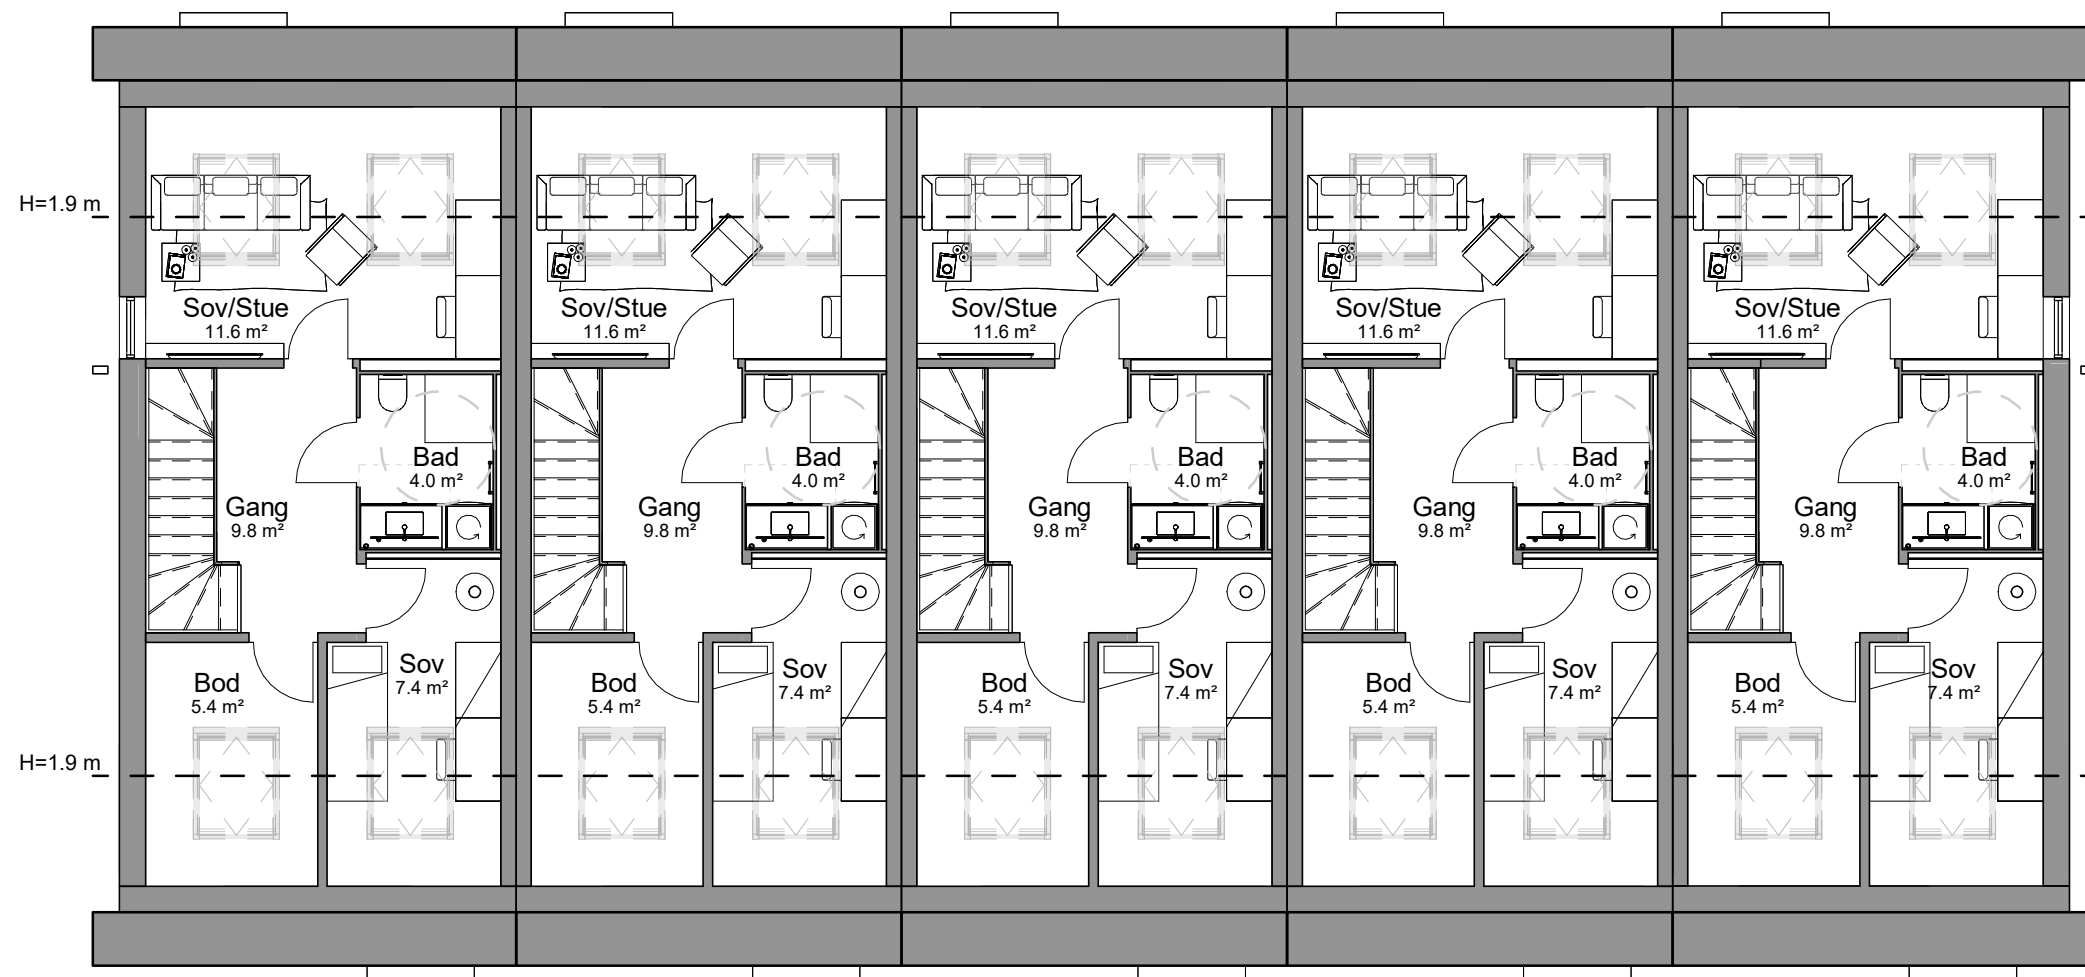 H=1.9 m
Sov/Stue
11.6 m²
Sov/Stue
11.6 m²
Sov/Stue
11.6 m²
Sov/Stue
11.6 m²
Sov/Stue
11.6 m²
Bad
4.0 m²
Bad
4.0 m²
Bad
4.0 m²
Bad
4.0 m²
Bad
4.0 m²
Gang
9.8 m²
Gang
9.8 m²
Gang
9.8 m²
Gang
9.8 m²
Gang
9.8 m²
Sov
7.4 m²
Sov
7.4 m²
Sov
7.4 m²
Sov
7.4 m²
Sov
7.4 m²
Bod
5.4 m²
Bod
5.4 m²
Bod
5.4 m²
Bod
5.4 m²
Bod
5.4 m²
H=1.9 m